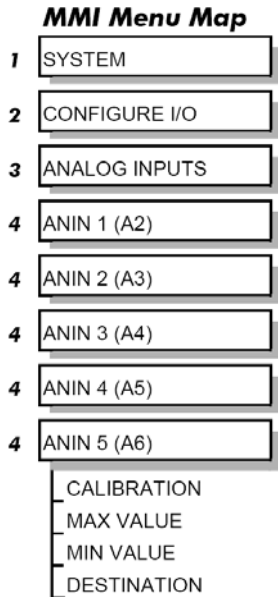 MMI Menu Map
1 SYSTEM
2 CONFIGURE I/O
3 ANALOG INPUTS
4 ANIN 1 (A2)
4 ANIN 2 (A3)
4 ANIN 3 (A4)
4 ANIN 4 (A5)
4 ANIN 5 (A6)
CALIBRATION
MAX VALUE
MIN VALUE
DESTINATION